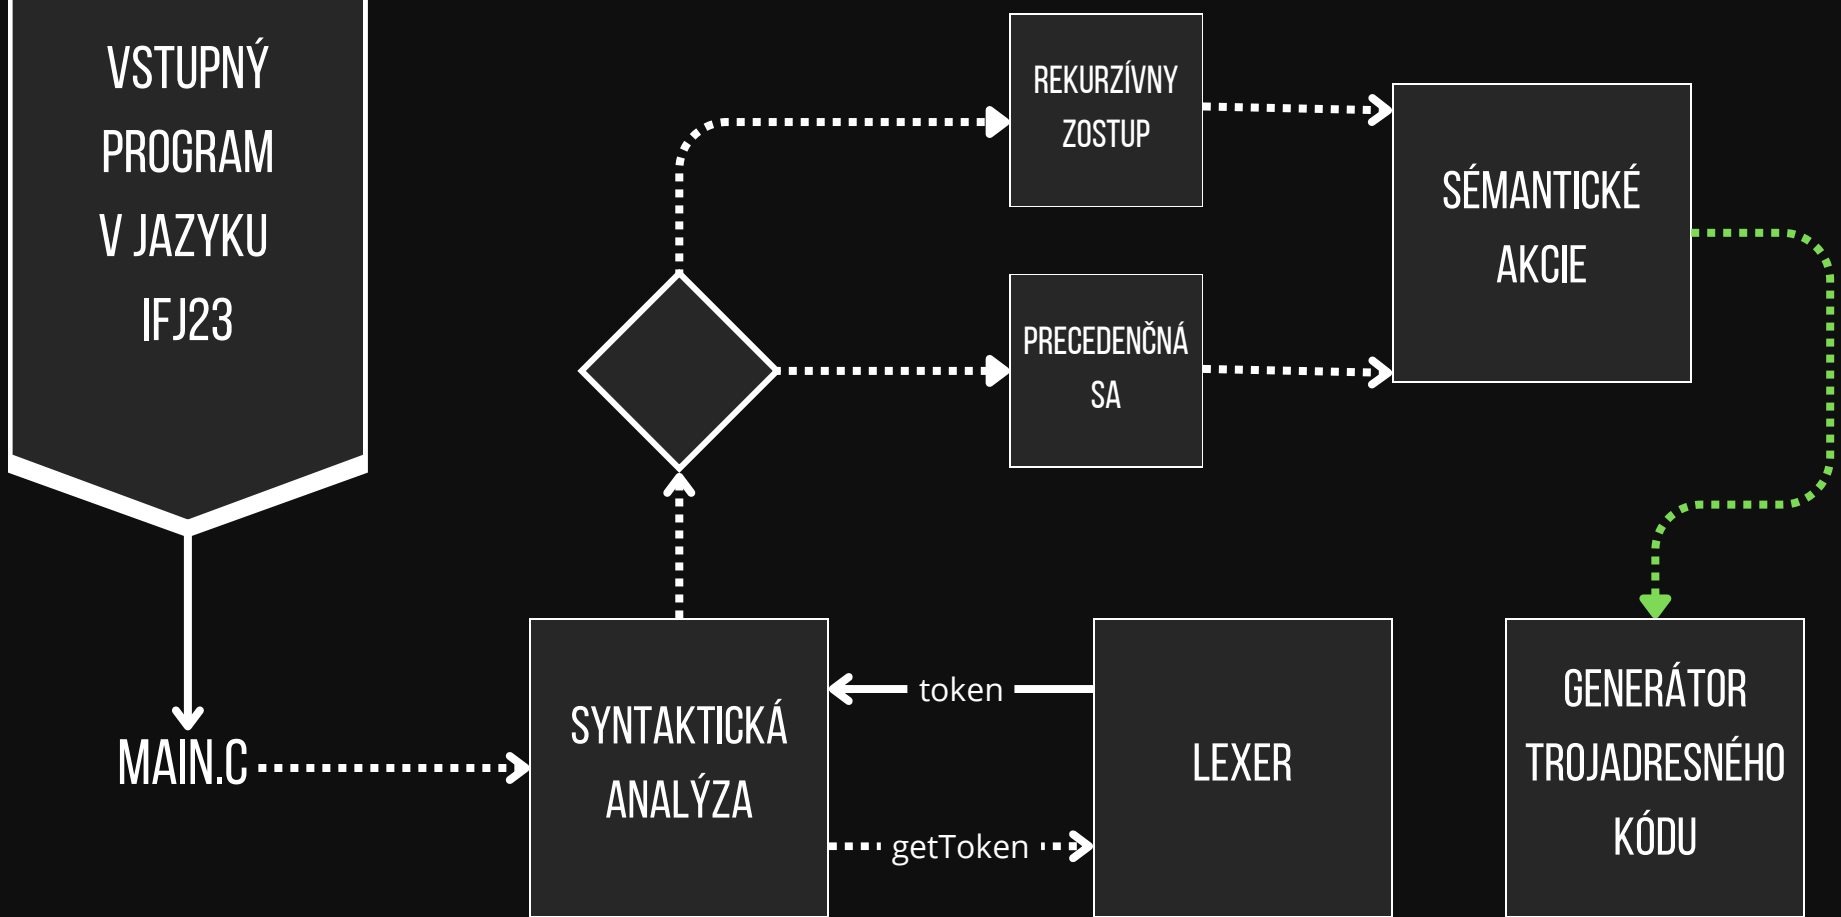 VSTUPNÝ
PROGRAM
V JAZYKU
IFJ23
MAIN.C
REKURZÍVNY
ZOSTUP
PRECEDENČNÁ
SA
SÉMANTICKÉ
AKCIE
SYNTAKTICKÁ
ANALÝZA
token
getToken
LEXER
GENERÁTOR
TROJADRESNÉHO
KÓDU